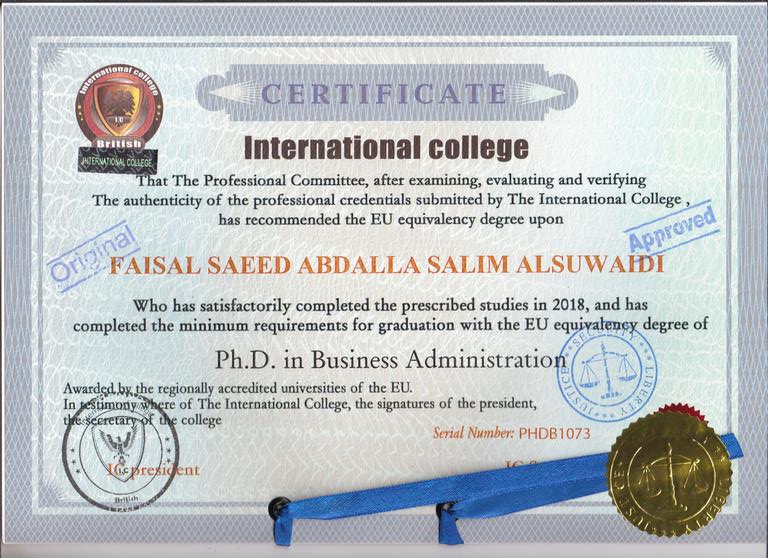 International college
I.C
British
INTERNATIONAL COLLEGE
CERTIFICATE
International college
That The Professional Committee, after examining, evaluating and verifying
The authenticity of the professional credentials submitted by The International College ,
has recommended the EU equivalency degree upon
Original
Approved
FAISAL SAEED ABDALLA SALIM ALSUWAIDI
Who has satisfactorily completed the prescribed studies in 2018, and has
completed the minimum requirements for graduation with the EU equivalency degree of
Ph.D. in Business Administration
SECURITY
JUSTICE
LIBERTY
Awarded by the regionally accredited universities of the EU.
In testimony where of The International College, the signatures of the president,
the secretary of the college
Serial Number: PHDB1073
IC president
British
IC
JUSTICE
LIBERTY